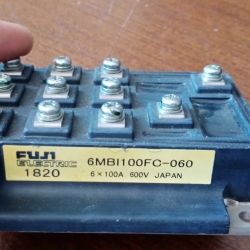 FUJI
ELECTRIC
6MBI100FC-060
1820
6×100A 600V JAPAN